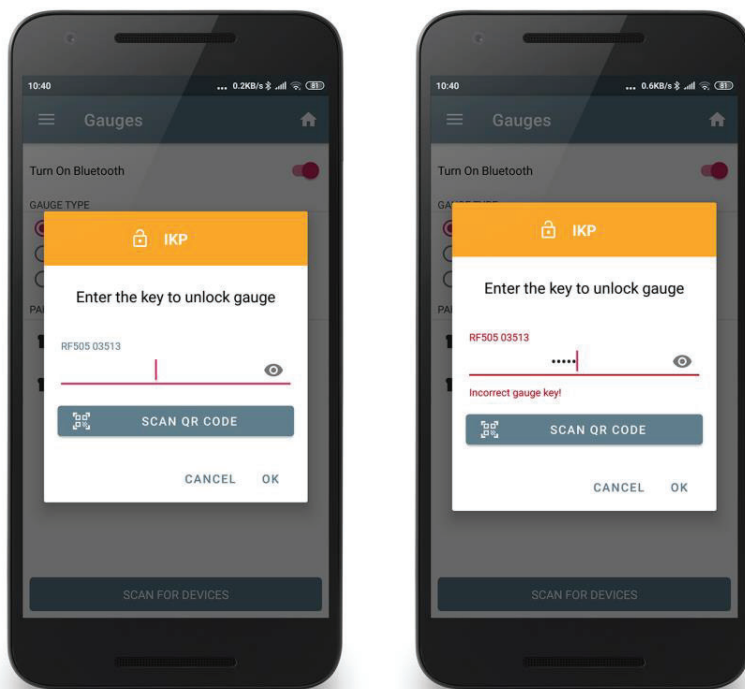 10:40
... 0.2KB/s
81
Gauges
Turn On Bluetooth
GAUGE TYPE
IKP
Enter the key to unlock gauge
RF505 03513
SCAN QR CODE
CANCEL OK
SCAN FOR DEVICES
10:40
... 0.6KB/s
81
Gauges
Turn On Bluetooth
IKP
Enter the key to unlock gauge
RF505 03513
•••••
Incorrect gauge key!
SCAN QR CODE
CANCEL OK
SCAN FOR DEVICES